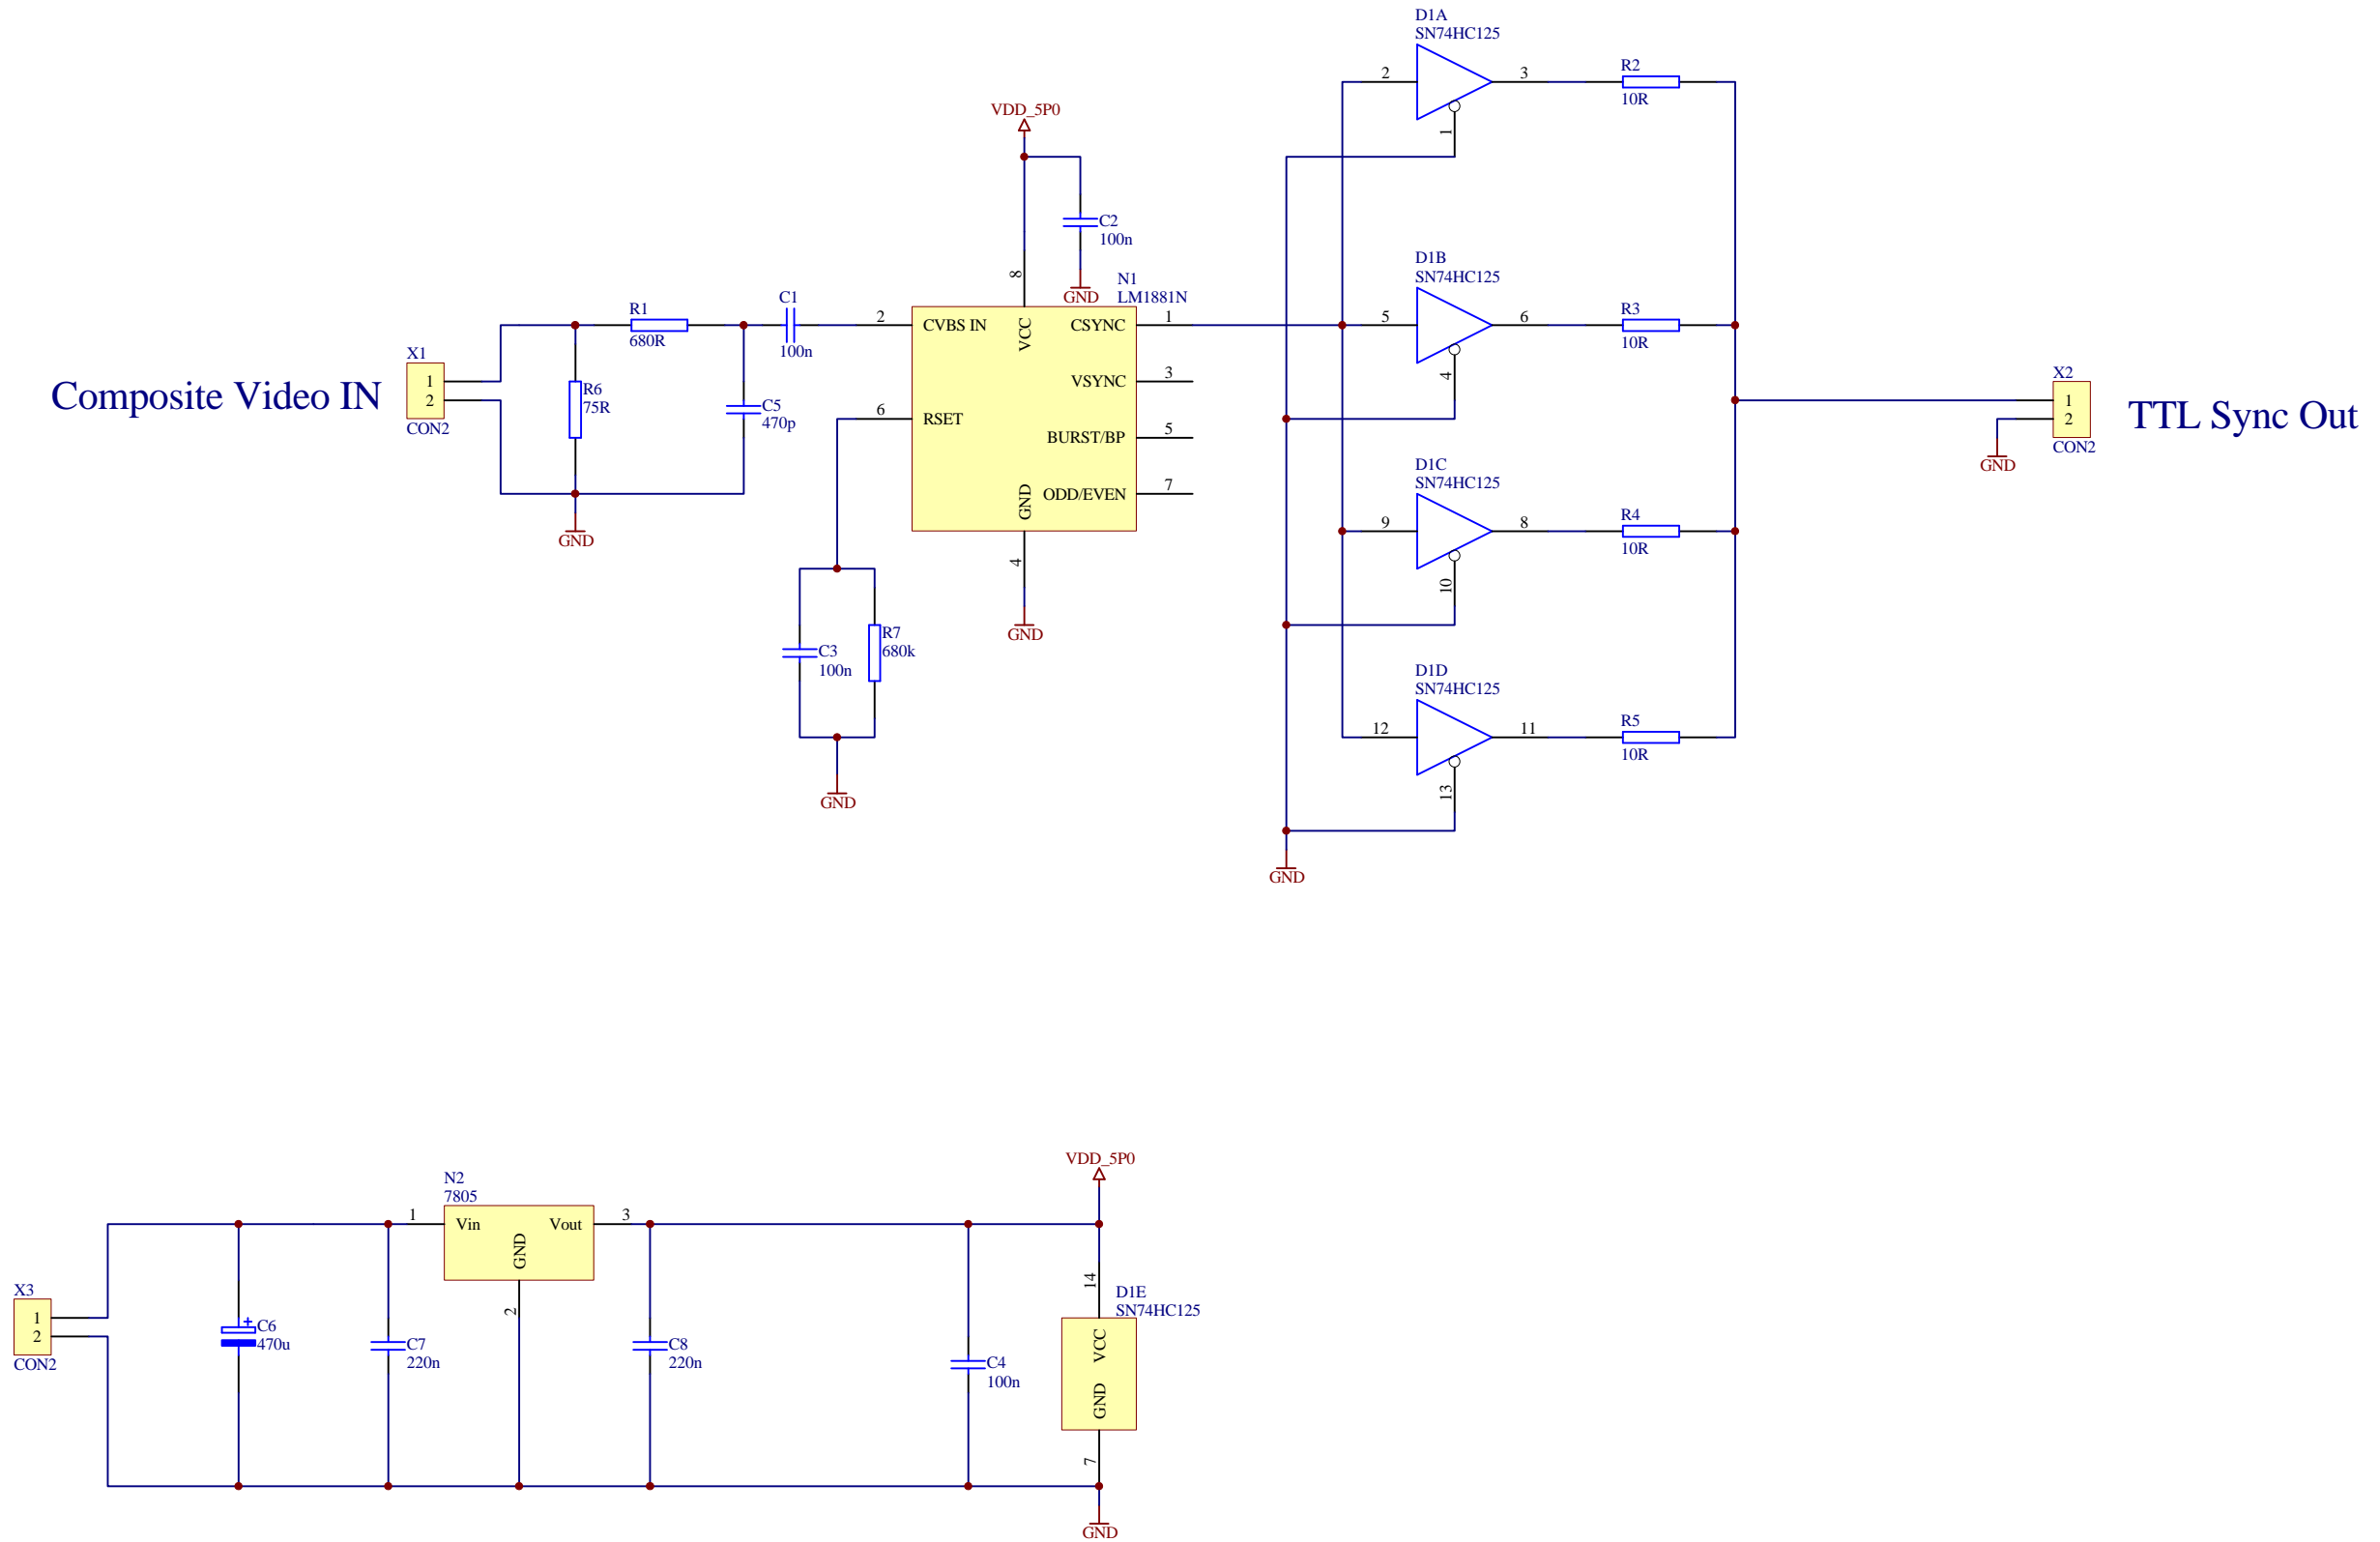 D1A
SN74HC125
2
3
1
R2
10R
VDD_5P0
C2
100n
GND
8
D1B
SN74HC125
5
6
4
R3
10R
N1
LM1881N
CVBS IN
VCC
CSYNC
VSYNC
RSET
BURST/BP
GND
ODD/EVEN
2
6
1
3
5
7
4
GND
Composite Video IN
X1
1
2
CON2
R1
680R
C1
100n
R6
75R
C5
470p
GND
C3
100n
R7
680k
GND
D1C
SN74HC125
9
8
10
R4
10R
D1D
SN74HC125
12
11
13
R5
10R
GND
X2
1
2
CON2
GND
TTL Sync Out
X3
1
2
CON2
C6
+
470u
C7
220n
N2
7805
1
Vin
Vout
3
GND
2
C8
220n
C4
100n
VDD_5P0
14
D1E
SN74HC125
VCC
GND
7
GND